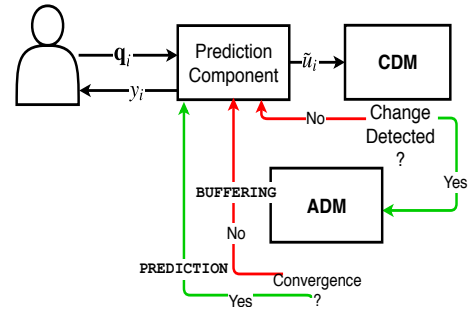 q_i
Prediction
Component
ũ_i
CDM
y_i
No
Change
Detected
?
Yes
BUFFERING
ADM
No
PREDICTION
Convergence
?
Yes